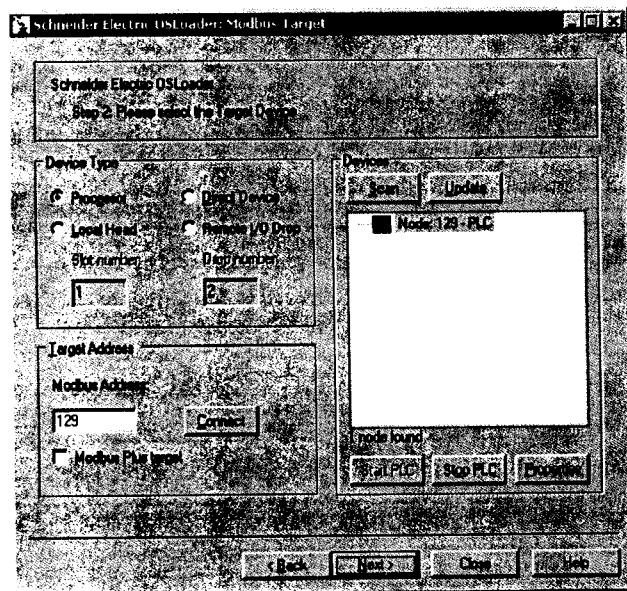 Schneider Electric OSLoader: Modbus Target
Schneider Electric OSLoader
Step 2: Please select the Target Device
Device Type
Processor
Direct Device
Local Head
Remote I/O Drop
Slot number
Drop number
1
2
Target Address
Modbus Address
129
Connect
Modbus Plus target
Devices
Scan
Update
Node: 129 - PLC
1 node found
Start PLC
Stop PLC
Properties
< Back
Next >
Close
Help